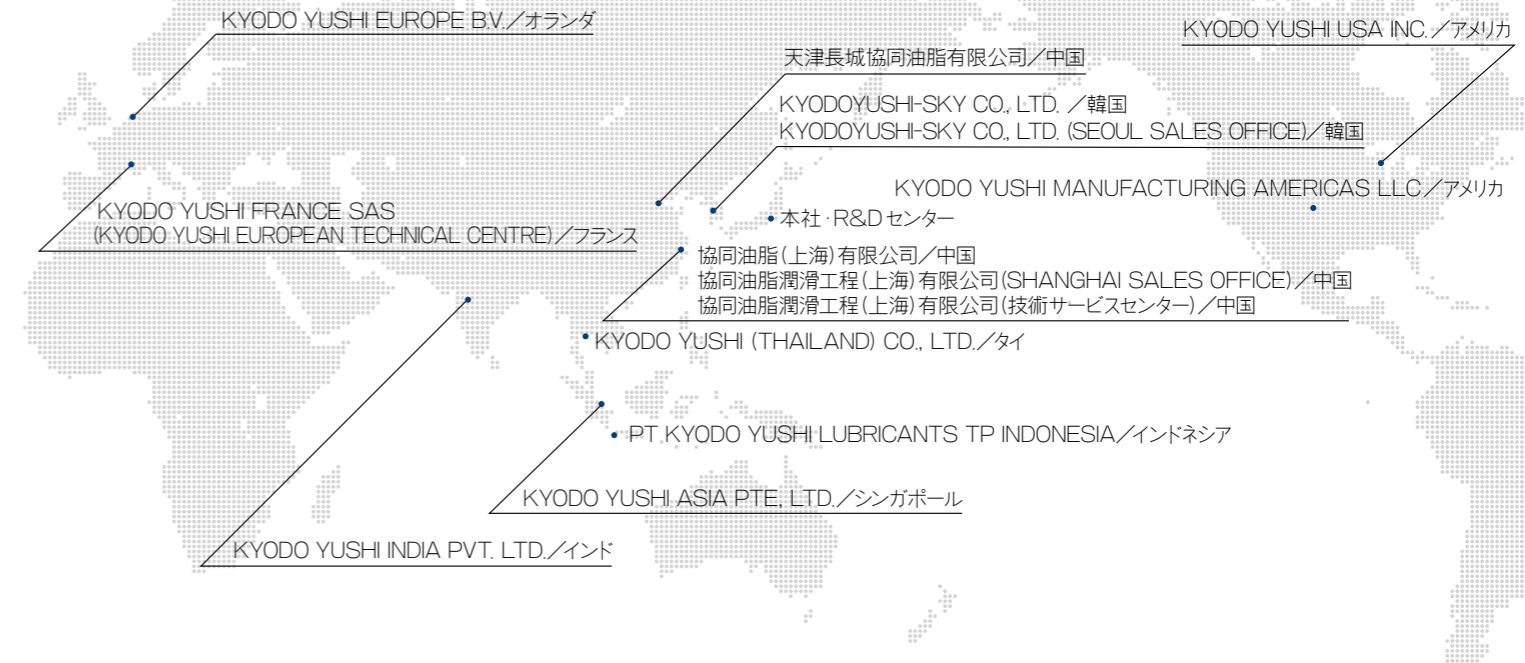 KYODO YUSHI EUROPE B.V.／オランダ
KYODO YUSHI USA INC.／アメリカ
天津長城協同油脂有限公司／中国
KYODOYUSHI-SKY CO., LTD. ／韓国
KYODOYUSHI-SKY CO., LTD. (SEOUL SALES OFFICE)／韓国
KYODO YUSHI MANUFACTURING AMERICAS LLC／アメリカ
KYODO YUSHI FRANCE SAS
(KYODO YUSHI EUROPEAN TECHNICAL CENTRE)／フランス
本社・R&Dセンター
協同油脂(上海)有限公司／中国
協同油脂潤滑工程(上海)有限公司(SHANGHAI SALES OFFICE)／中国
協同油脂潤滑工程(上海)有限公司(技術サービスセンター)／中国
KYODO YUSHI (THAILAND) CO., LTD.／タイ
PT KYODO YUSHI LUBRICANTS TP INDONESIA／インドネシア
KYODO YUSHI ASIA PTE, LTD.／シンガポール
KYODO YUSHI INDIA PVT. LTD.／インド